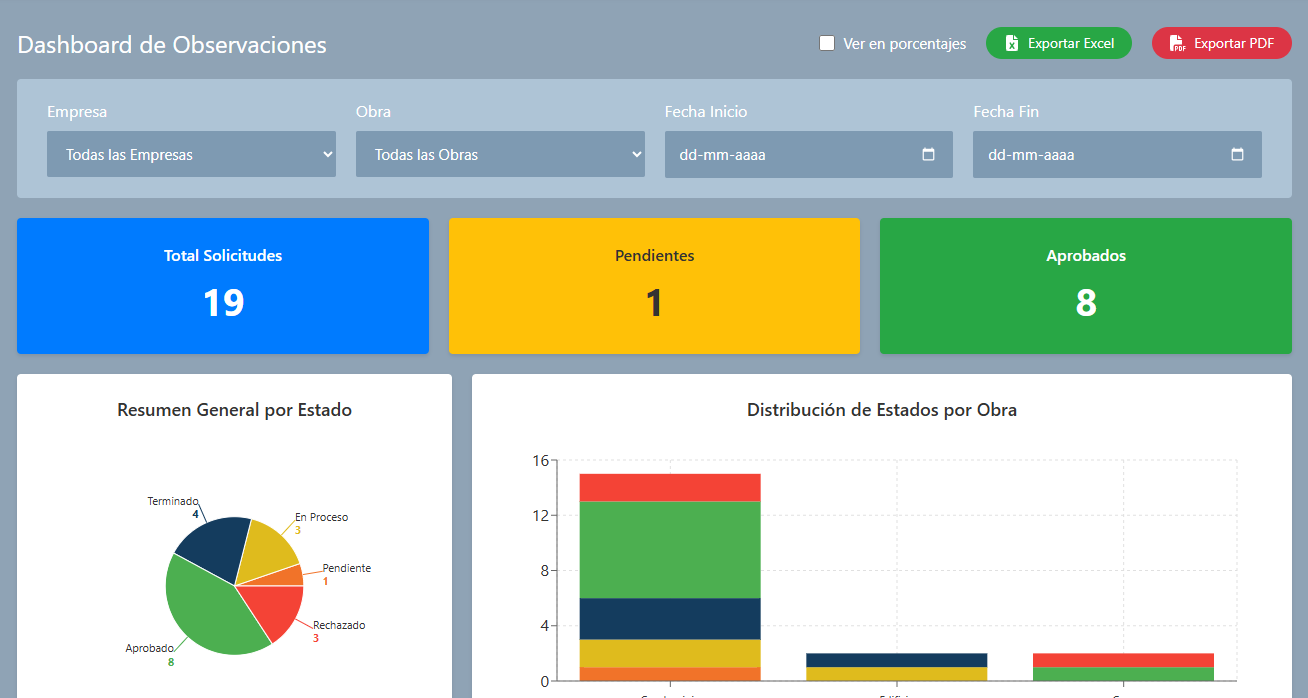 Dashboard de Observaciones
Ver en porcentajes
Exportar Excel
Exportar PDF
Empresa
Obra
Fecha Inicio
Fecha Fin
Todas las Empresas
Todas las Obras
dd-mm-aaaa
dd-mm-aaaa
Total Solicitudes
Pendientes
Aprobados
19
1
8
Resumen General por Estado
Terminado
4
En Proceso
3
Pendiente
1
Rechazado
3
Aprobado
8
Distribución de Estados por Obra
16
12
8
4
0